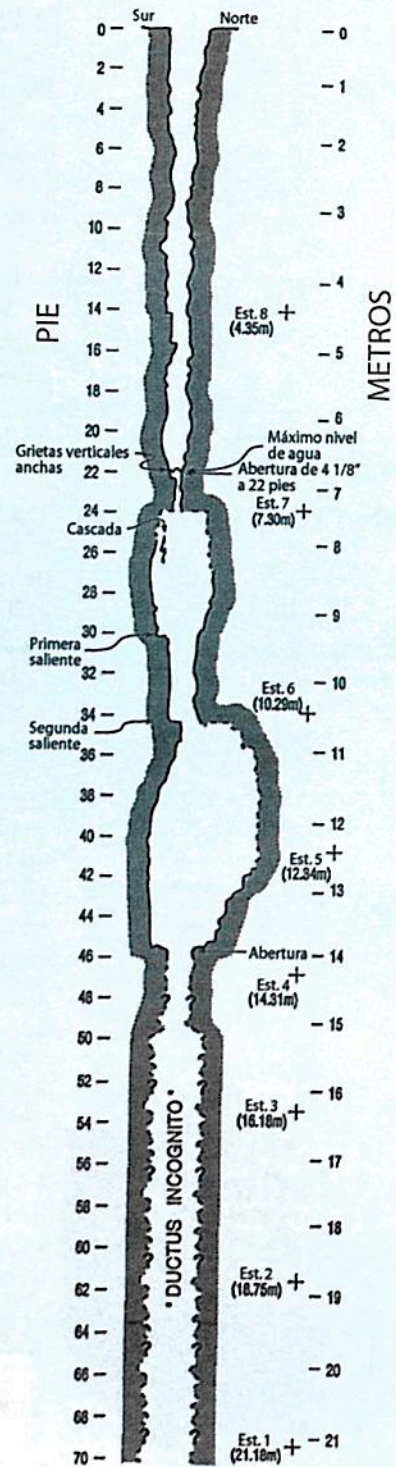 Sur
Norte
0
0
2
1
4
6
2
8
3
10
12
4
14
Est. 8
(4.35m)
PIE
METROS
16
5
18
6
20
Grietas verticales
anchas
Máximo nivel
de agua
22
Abertura de 4 1/8"
a 22 pies
7
24
Est. 7
(7.30m)
Cascada
26
8
28
9
30
Primera
saliente
32
10
Est. 6
(10.29m)
34
Segunda
saliente
11
36
38
12
40
Est. 5
(12.34m)
42
13
44
46
Abertura
14
Est. 4
(14.31m)
48
15
50
52
16
Est. 3
(16.18m)
54
"DUCTUS INCOGNITO"
56
17
58
18
60
Est. 2
(18.75m)
62
19
64
66
20
68
Est. 1
(21.18m)
21
70